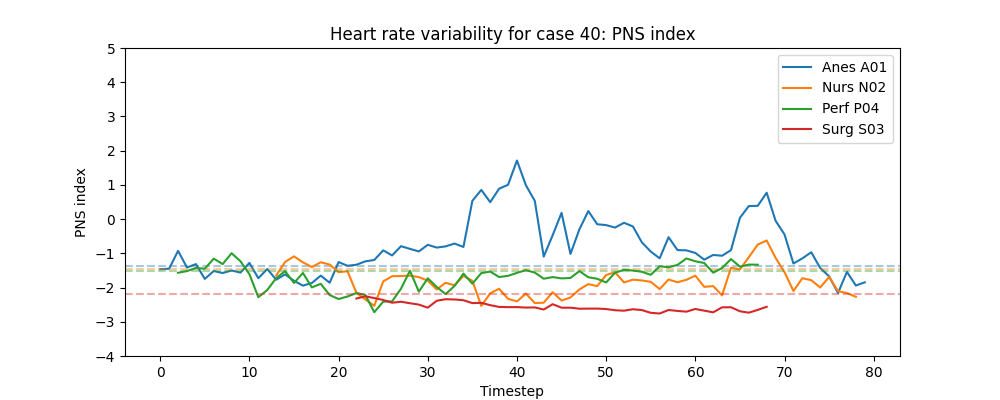 Heart rate variability for case 40: PNS index
5
4
3
2
1
0
−1
−2
−3
−4
PNS index
Anes A01
Nurs N02
Perf P04
Surg S03
0 10 20 30 40 50 60 70 80
Timestep